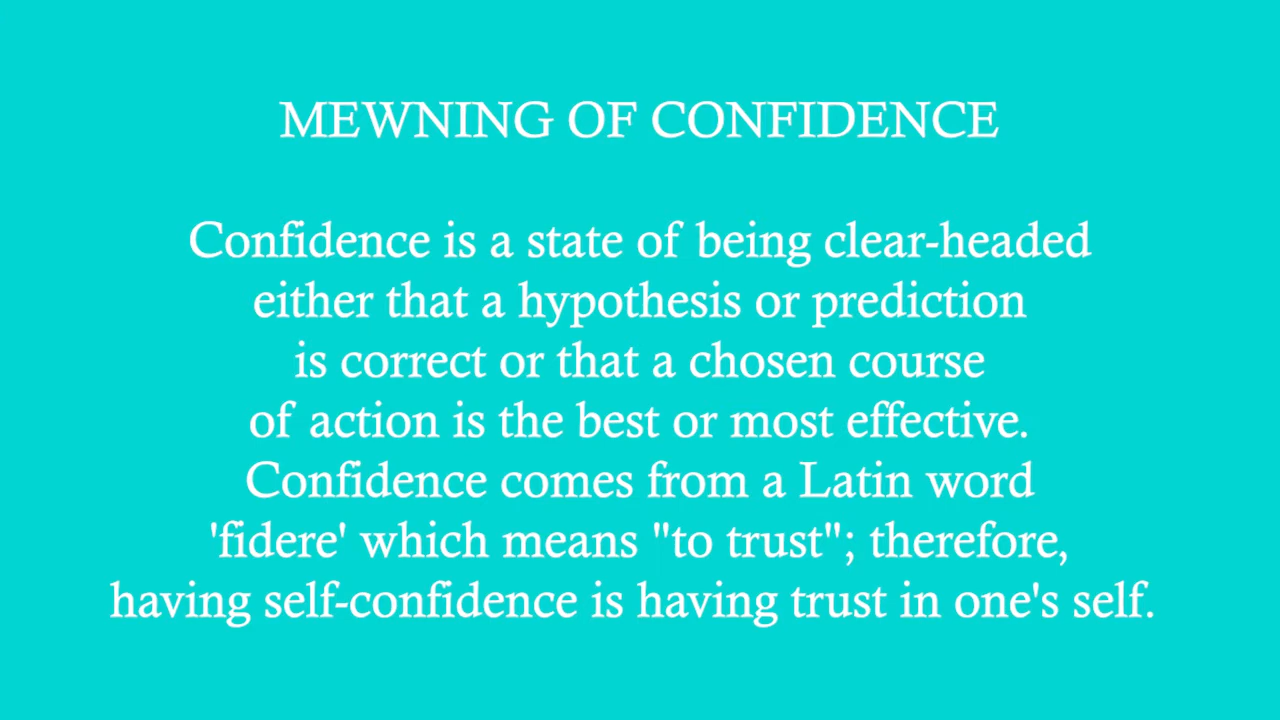 MEWNING OF CONFIDENCE
Confidence is a state of being clear-headed
either that a hypothesis or prediction
is correct or that a chosen course
of action is the best or most effective.
Confidence comes from a Latin word
'fidere' which means "to trust"; therefore,
having self-confidence is having trust in one's self.